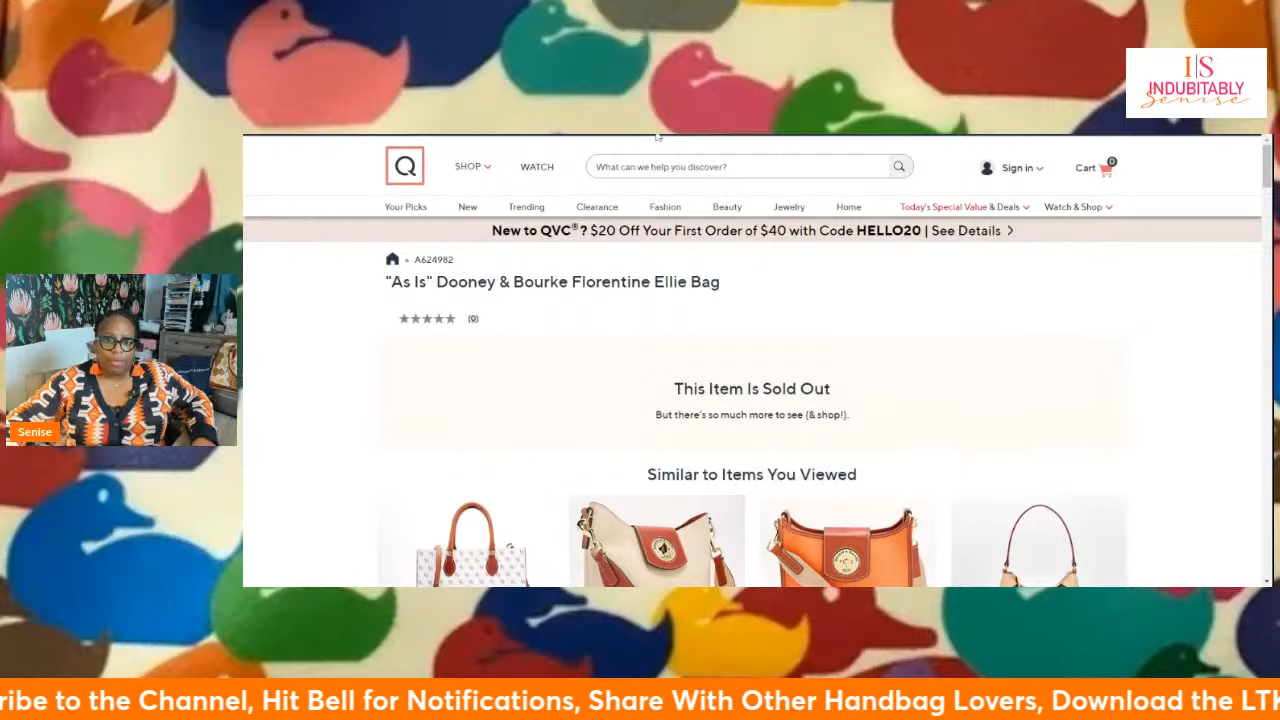 I|S
INDUBITABLY
Senise
Q
SHOP
WATCH
What can we help you discover?
Sign in
Cart
0
Your Picks
New
Trending
Clearance
Fashion
Beauty
Jewelry
Home
Today's Special Value & Deals
Watch & Shop
New to QVC®? $20 Off Your First Order of $40 with Code HELLO20 | See Details
A624982
"As Is" Dooney & Bourke Florentine Ellie Bag
(0)
This Item Is Sold Out
But there's so much more to see (& shop!).
Similar to Items You Viewed
Senise
ribe to the Channel, Hit Bell for Notifications, Share With Other Handbag Lovers, Download the LTK